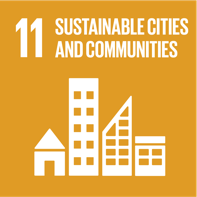 11 SUSTAINABLE CITIES
AND COMMUNITIES